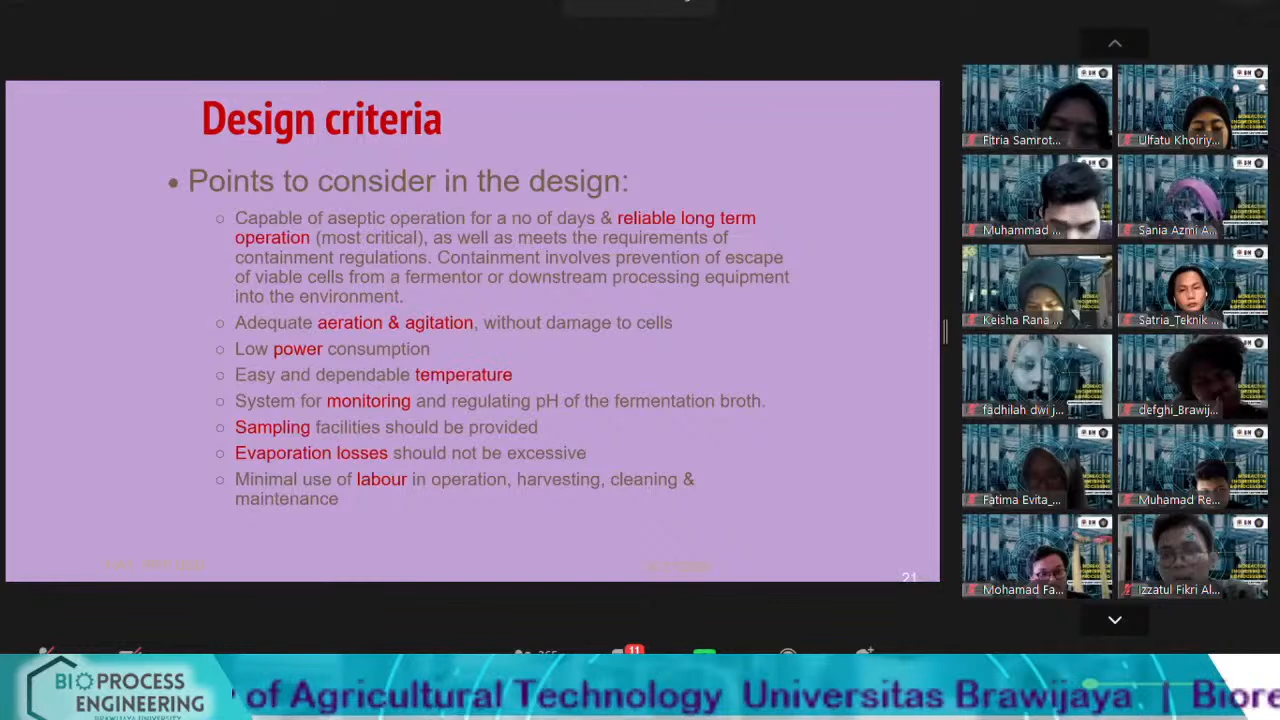 Design criteria
• Points to consider in the design:
○ Capable of aseptic operation for a no of days & reliable long term
operation (most critical), as well as meets the requirements of
containment regulations. Containment involves prevention of escape
of viable cells from a fermentor or downstream processing equipment
into the environment.
○ Adequate aeration & agitation, without damage to cells
○ Low power consumption
○ Easy and dependable temperature
○ System for monitoring and regulating pH of the fermentation broth.
○ Sampling facilities should be provided
○ Evaporation losses should not be excessive
○ Minimal use of labour in operation, harvesting, cleaning &
maintenance
21
Fitria Samrot...
Ulfatu Khoiriy...
Muhammad ...
Sania Azmi A...
Keisha Rana ...
Satria_Teknik ...
fadhilah dwi j...
defghi_Brawij...
Fatima Evita_...
Muhamad Re...
Mohamad Fa...
Izzatul Fikri Al...
11
BIOPROCESS
ENGINEERING
BRAWIJAYA UNIVERSITY
of Agricultural Technology Universitas Brawijaya | Biore